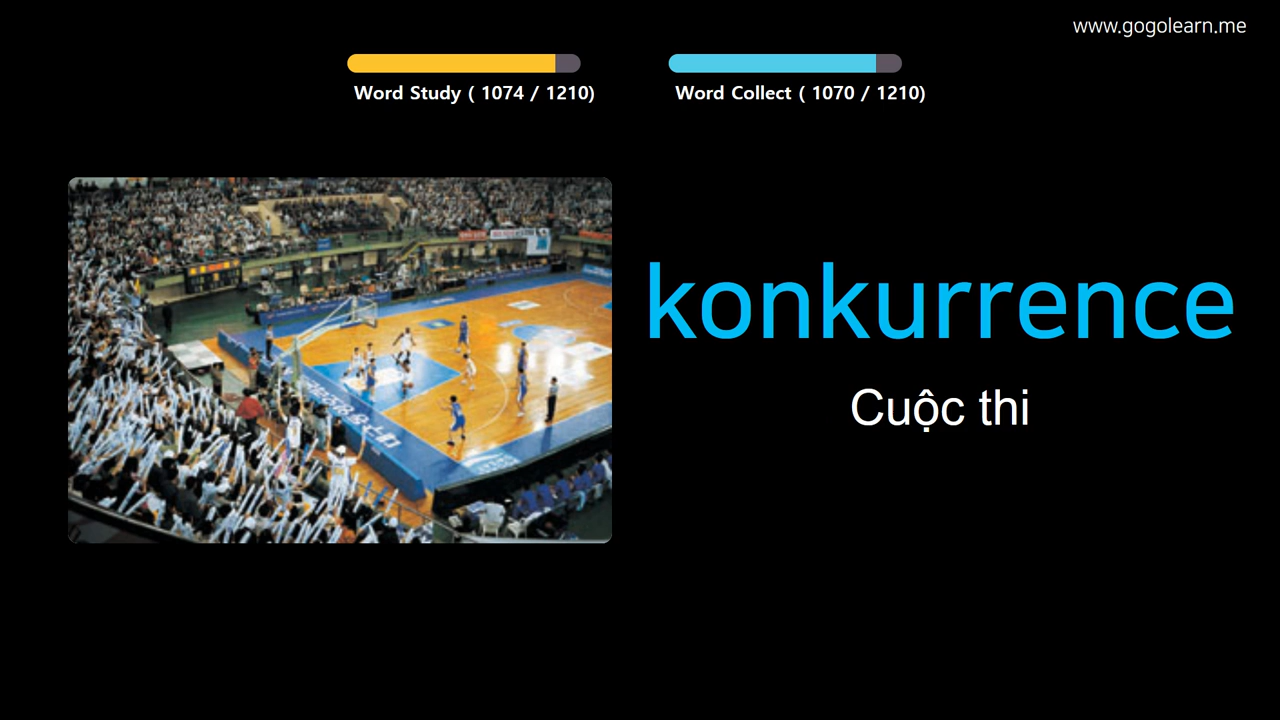 www.gogolearn.me
Word Study ( 1074 / 1210)
Word Collect ( 1070 / 1210)
konkurrence
Cuộc thi